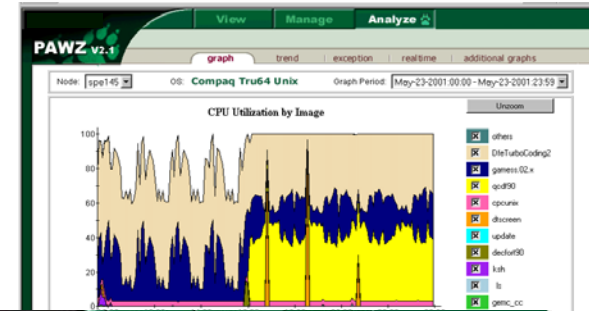 View Manage Analyze
PAWZ v2.1
graph trend exception realtime additional graphs
Node: spe145 OS: Compaq Tru64 Unix Graph Period: May-23-2001:00:00 - May-23-2001:23:59
CPU Utilization by Image Unzoom
100
80
60
40
20
others
DleTurboCoding2
gamess.02.x
qcdf90
cpcunix
dtscreen
update
decfort90
ksh
ls
gemc_cc